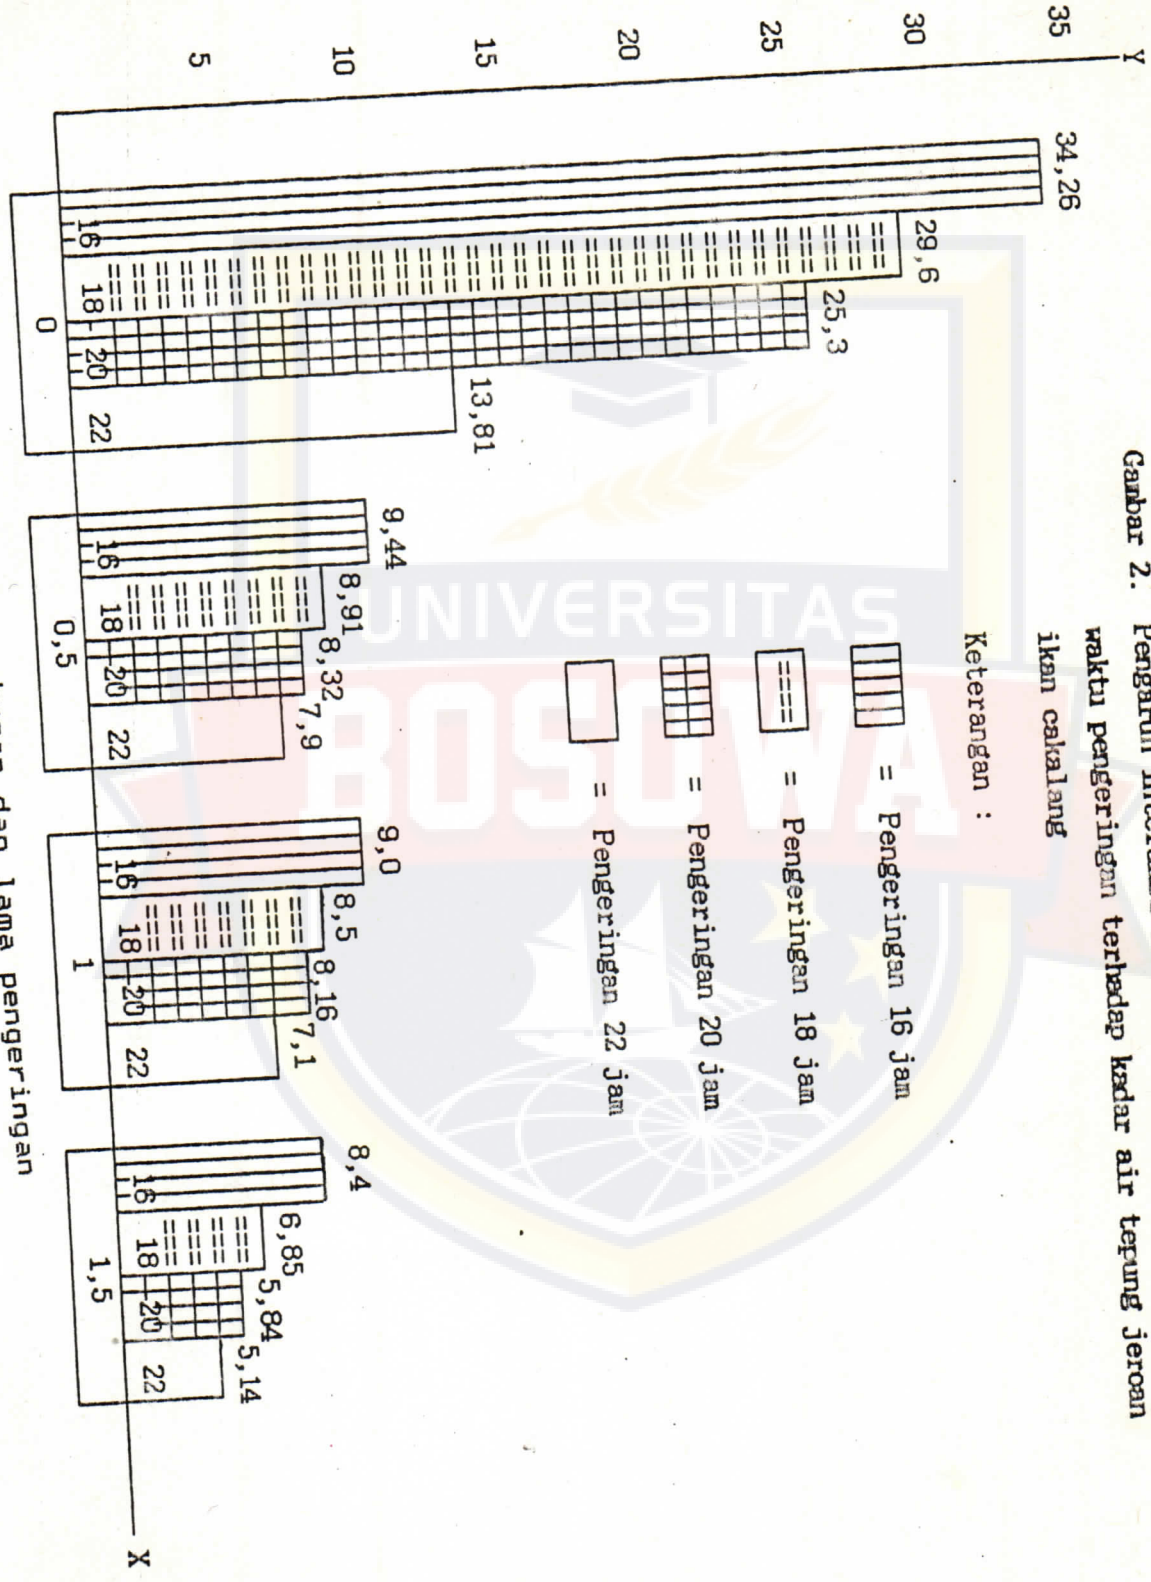 Y
35
30
25
20
15
10
5
34,26
29,6
25,3
13,81
9,44
8,91
8,32
7,9
9,0
8,5
8,16
7,1
8,4
6,85
5,84
5,14
16 18 20 22
16 18 20 22
16 18 20 22
16 18 20 22
0
0,5
1
1,5
X
dan lama pengeringan
Keterangan :
= Pengeringan 16 jam
= Pengeringan 18 jam
= Pengeringan 20 jam
= Pengeringan 22 jam
Gambar 2.. Pengaruh
waktu pengeringan terhadap kadar air tepung jeroan
ikan cakalang
UNIVERSITAS
BOSOWA